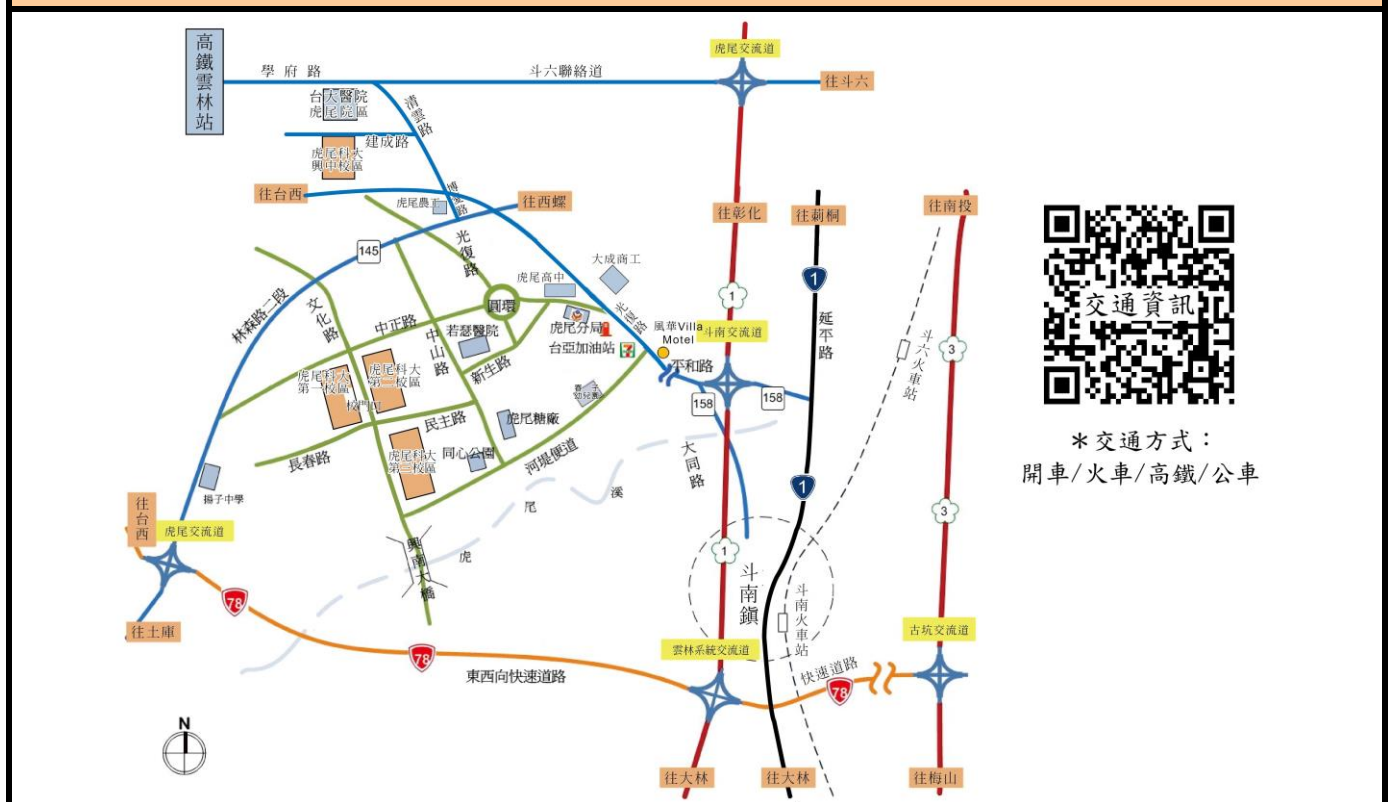 高鐵雲林站
學府路
斗六聯絡道
虎尾交流道
往斗六
台大醫院
虎尾院區
清雲路
建成路
虎尾科大
興中校區
往台西
虎尾農工
博愛路
往西螺
往彰化
往莿桐
往南投
145
光復路
虎尾高中
大成商工
1
1
延平路
交通資訊
林森路二段
文化路
中正路
中山路
圓環
若瑟醫院
虎尾分局
台亞加油站
光復路
風華Villa
Motel
斗南交流道
斗六火車站
3
虎尾科大
第一校區
校門口
虎尾科大
第二校區
新生路
平和路
158
158
民主路
虎尾糖廠
長春路
虎尾科大
第三校區
同心公園
河堤便道
大同路
1
3
＊交通方式：
開車/火車/高鐵/公車
揚子中學
往台西
虎尾交流道
虎尾溪
興南大橋
1
斗南鎮
斗南火車站
78
往土庫
78
東西向快速道路
雲林系統交流道
快速道路
78
古坑交流道
N
往大林
往大林
往梅山